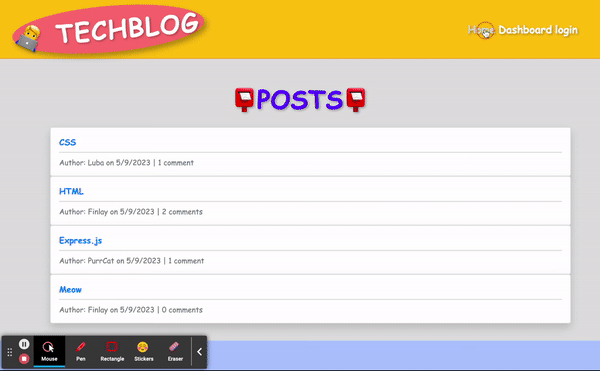 TECHBLOG
Home Dashboard login
POSTS
CSS
Author: Luba on 5/9/2023 | 1 comment
HTML
Author: Finlay on 5/9/2023 | 2 comments
Express.js
Author: PurrCat on 5/9/2023 | 1 comment
Meow
Author: Finlay on 5/9/2023 | 0 comments
Mouse Pen Rectangle Stickers Eraser